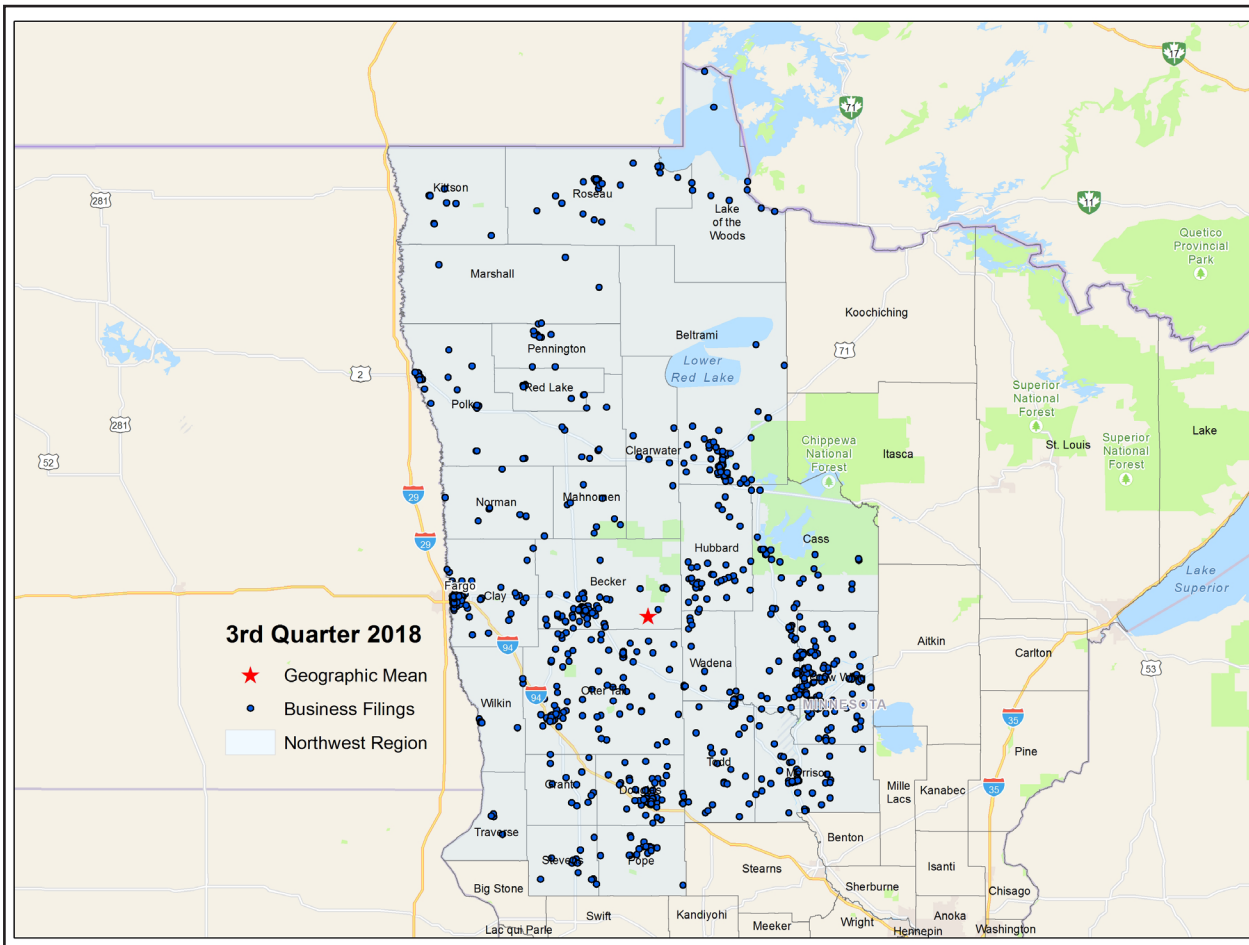 17
71
281
Kittson
Roseau
11
Lake
of the
Woods
Quetico
Provincial
Park
Marshall
Koochiching
Beltrami
Pennington
71
Lower
Red Lake
2
Red Lake
Superior
National
Forest
Polk
281
Lake
Superior
National
Forest
St. Louis
Chippewa
National
Forest
Clearwater
Itasca
52
29
Norman
Mahnomen
29
Cass
Hubbard
Lake
Superior
Becker
Fargo
Clay
3rd Quarter 2018
94
Aitkin
Carlton
Geographic Mean
Wadena
53
Business Filings
94
Otter Tail
Crow Wing
Wilkin
MINNESOTA
35
Northwest Region
Pine
Todd
Morrison
Grant
Douglas
Mille
Lacs
Kanabec
35
Traverse
Benton
Stevens
Pope
Stearns
Isanti
Big Stone
Sherburne
Chisago
Swift
Kandiyohi
Anoka
Wright
Meeker
Lac qui Parle
Hennepin
Washington